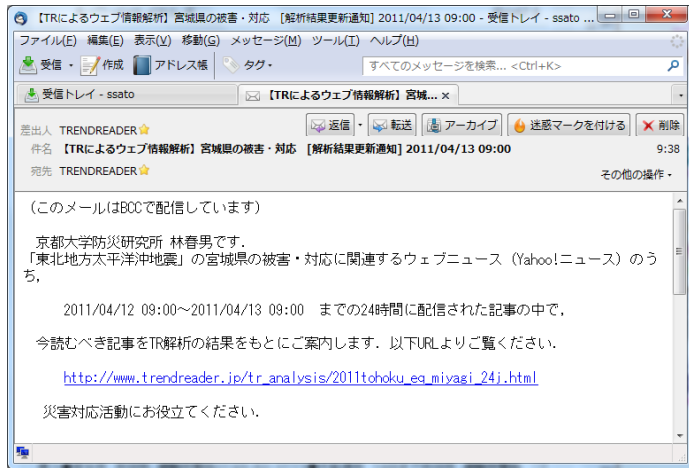 【TRによるウェブ情報解析】宮城県の被害・対応 [解析結果更新通知] 2011/04/13 09:00 - 受信トレイ - ssato ...
ファイル(F) 編集(E) 表示(V) 移動(G) メッセージ(M) ツール(T) ヘルプ(H)
受信 作成 アドレス帳 タグ すべてのメッセージを検索... <Ctrl+K>
受信トレイ - ssato 【TRによるウェブ情報解析】宮城... ×
差出人 TRENDREADER 返信 転送 アーカイブ 迷惑マークを付ける 削除
件名 【TRによるウェブ情報解析】宮城県の被害・対応 [解析結果更新通知] 2011/04/13 09:00 9:38
宛先 TRENDREADER その他の操作
(このメールはBCCで配信しています)
京都大学防災研究所 林春男です.
「東北地方太平洋沖地震」の宮城県の被害・対応に関連するウェブニュース (Yahoo!ニュース) のう
ち,
2011/04/12 09:00~2011/04/13 09:00 までの24時間に配信された記事の中で,
今読むべき記事をTR解析の結果をもとにご案内します. 以下URLよりご覧ください.
http://www.trendreader.jp/tr_analysis/2011tohoku_eq_miyagi_24j.html
災害対応活動にお役立てください.